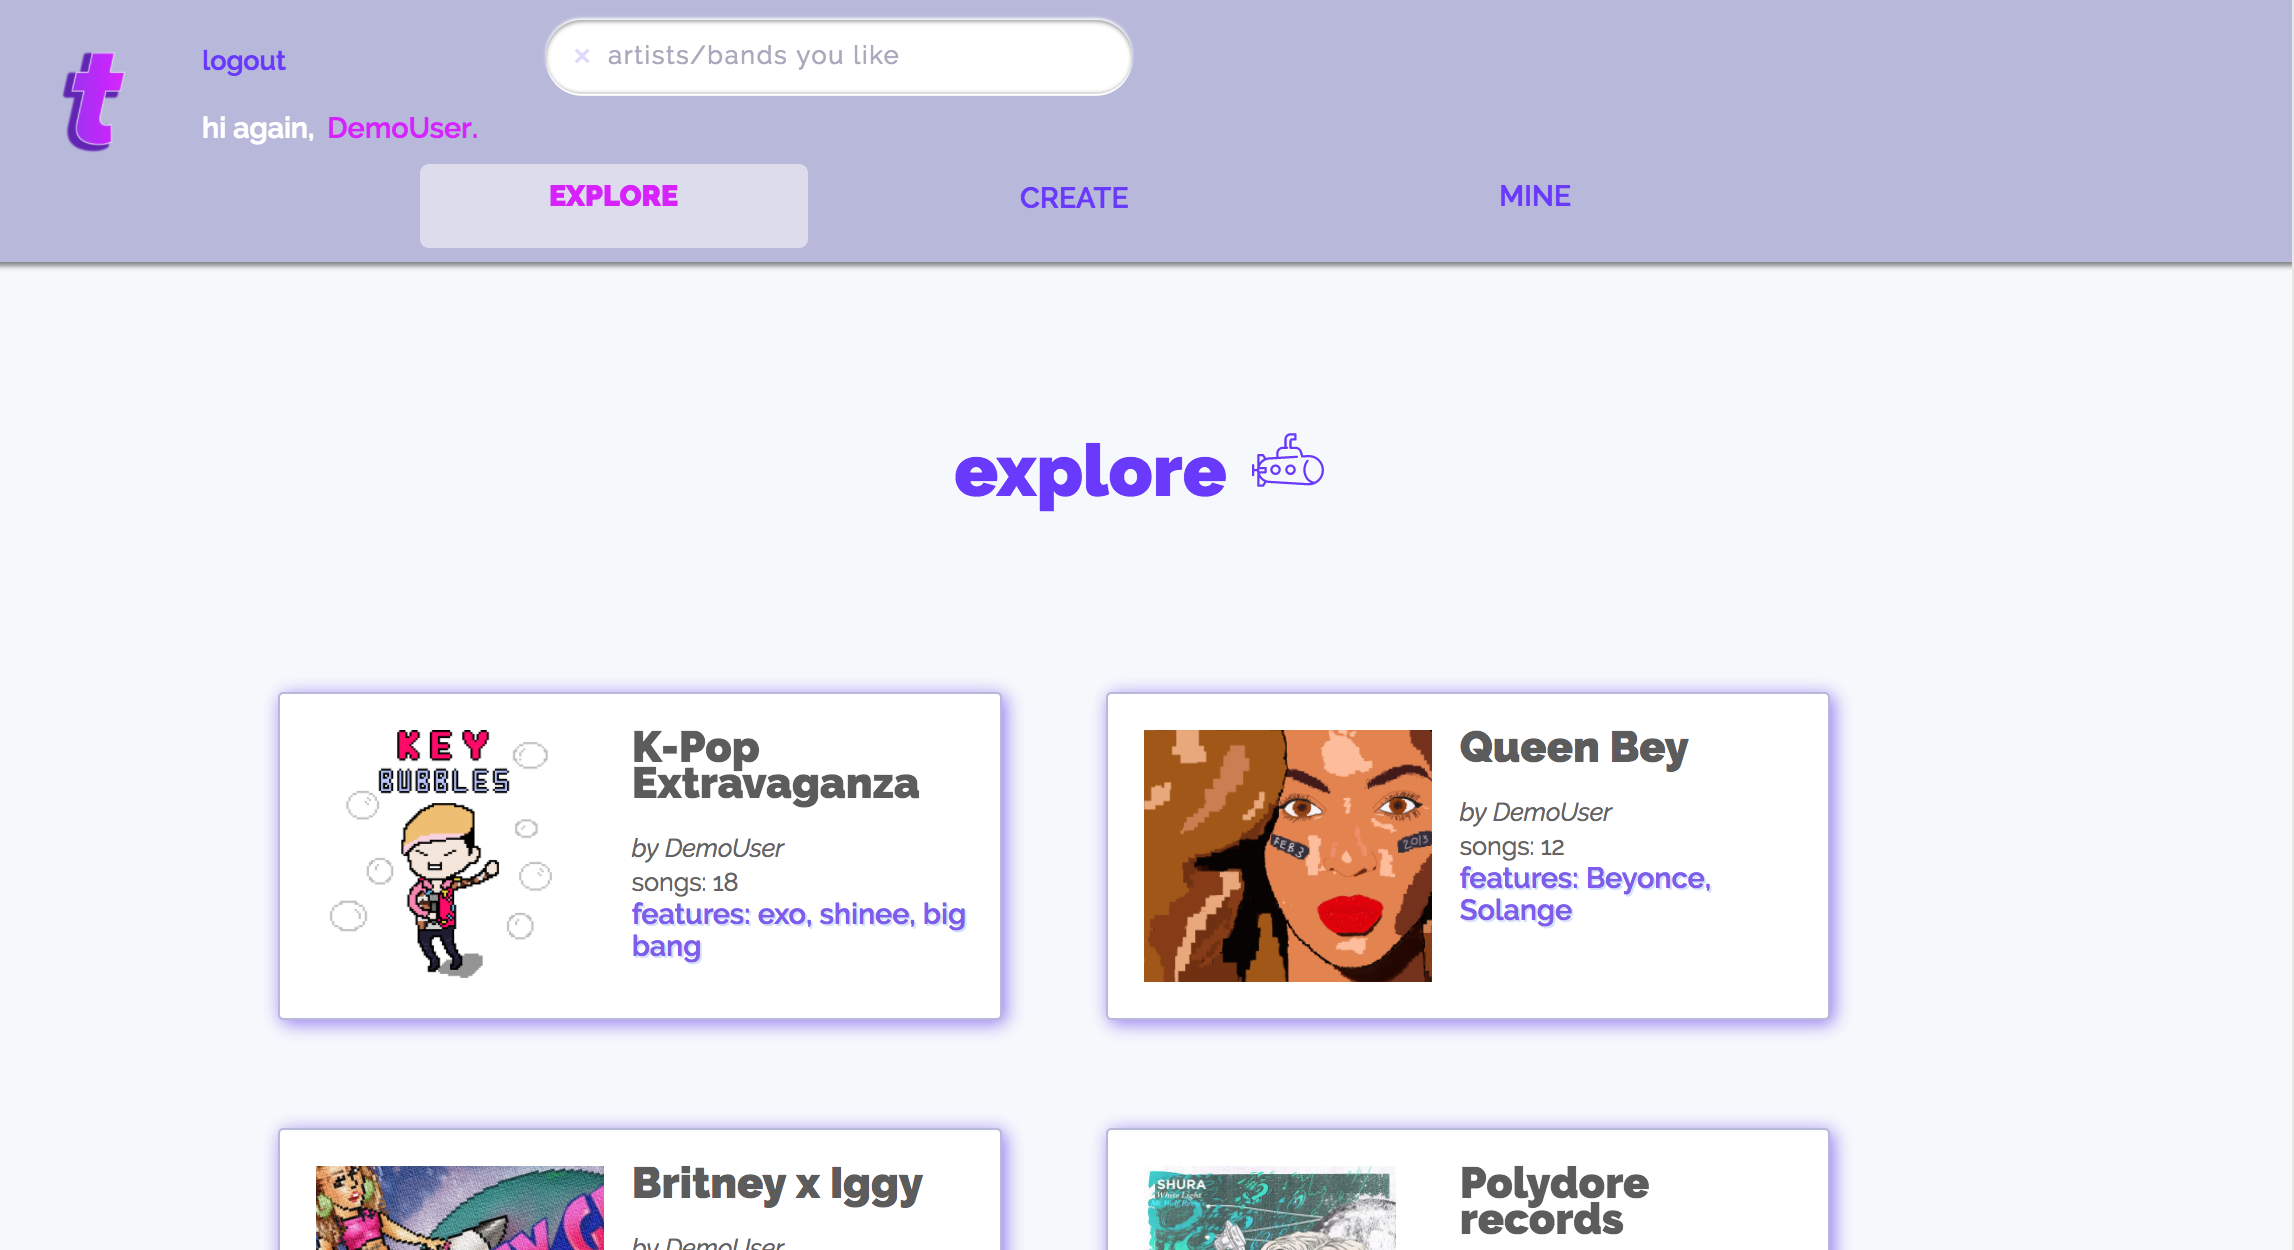 t
logout
× artists/bands you like
hi again, DemoUser.
EXPLORE
CREATE
MINE
explore
KEY
BUBBLES
K-Pop
Extravaganza
by DemoUser
songs: 18
features: exo, shinee, big
bang
FEB 3
2013
Queen Bey
by DemoUser
songs: 12
features: Beyonce,
Solange
Britney x Iggy
by DemoUser
SHURA
White Light
Polydore
records